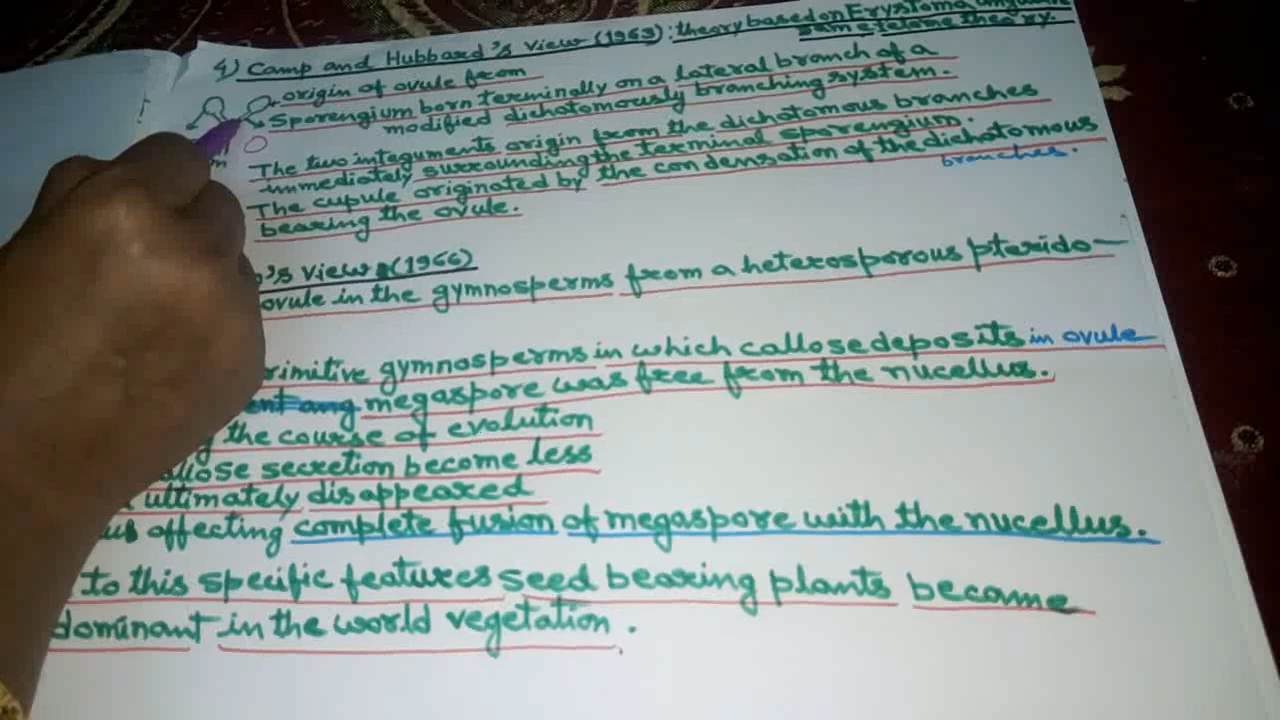 4) Camp and Hubbard's View (1963): theory based on Erystoma
same telome theory.
origin of ovule from
Sporengium born terminally on a lateral branch of a
modified dichotomously branching system.
The two integuments origin from the dichotomous branches
immediately surrounding the terminal sporengium.
The cupule originated by the condensation of the dichotomous
branches.
bearing the ovule.
's View (1966)
ovule in the gymnosperms from a heterosporous pterido-
rimitive gymnosperms in which callose deposits in ovule
megaspore was free from the nucellus.
the course of evolution
secretion become less
ultimately disappeared
us affecting complete fusion of megaspore with the nucellus.
to this specific features seed bearing plants become
dominant in the world vegetation.